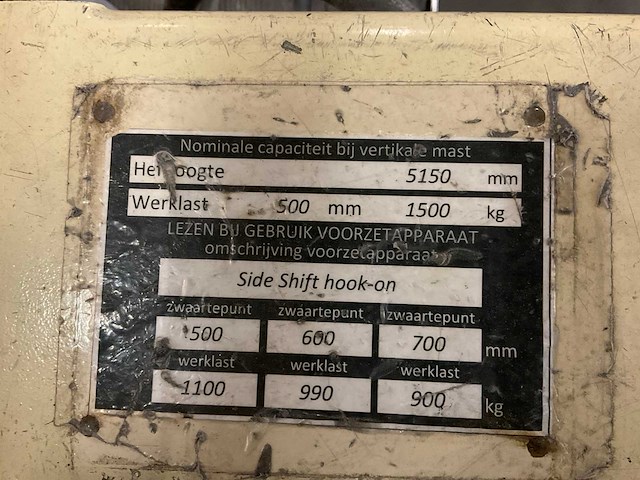 Nominale capaciteit bij vertikale mast
Hefhoogte 5150 mm
Werklast 500 mm 1500 kg
LEZEN BIJ GEBRUIK VOORZETAPPARAAT
omschrijving voorzetapparaat
Side Shift hook-on
zwaartepunt zwaartepunt zwaartepunt
500 600 700 mm
werklast werklast werklast
1100 990 900 kg